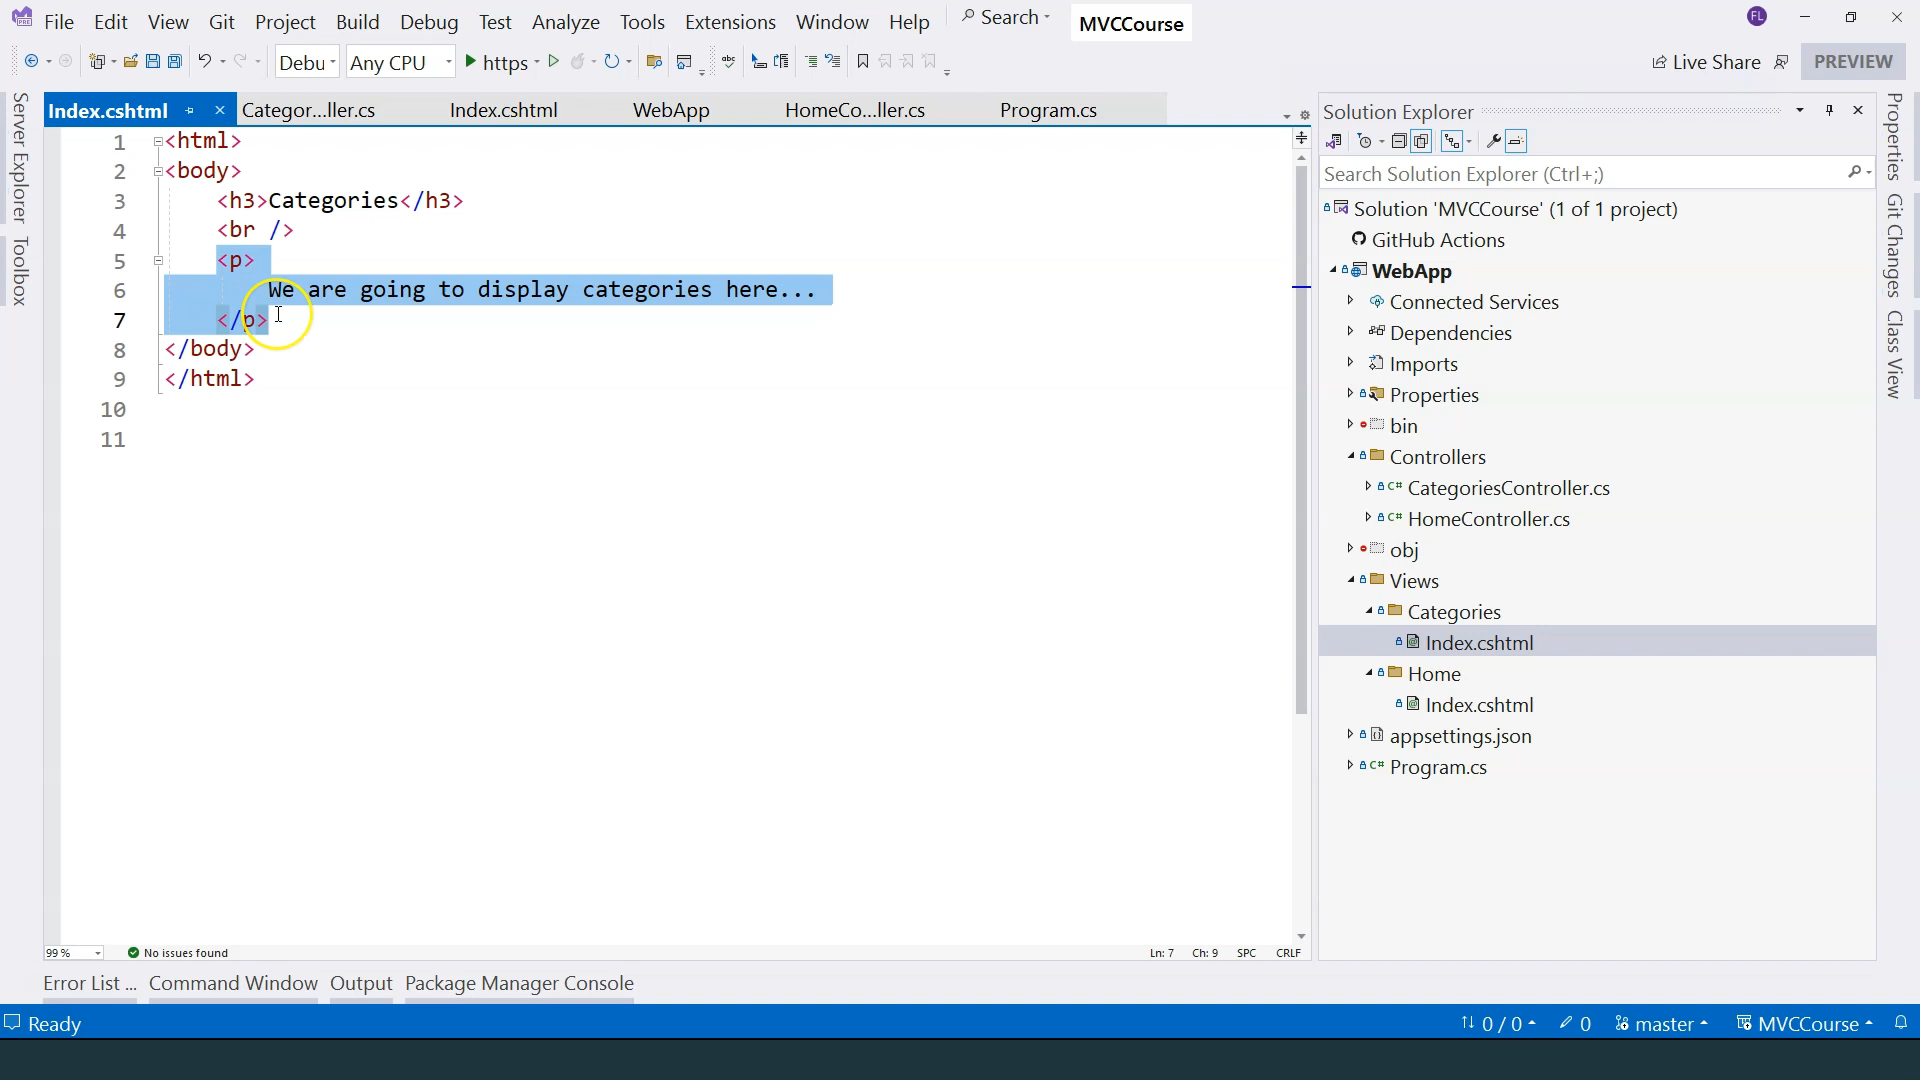 File Edit View Git Project Build Debug Test Analyze Tools Extensions Window Help Search MVCCourse FL
Debu Any CPU https Live Share PREVIEW
Index.cshtml Categor...ller.cs Index.cshtml WebApp HomeCo...ller.cs Program.cs
1 <html>
2 <body>
3 <h3>Categories</h3>
4 <br />
5 <p>
6 We are going to display categories here...
7 </p>
8 </body>
9 </html>
10
11
99 % No issues found Ln: 7 Ch: 9 SPC CRLF
Server Explorer
Toolbox
Solution Explorer
Search Solution Explorer (Ctrl+;)
Solution 'MVCCourse' (1 of 1 project)
GitHub Actions
WebApp
Connected Services
Dependencies
Imports
Properties
bin
Controllers
C# CategoriesController.cs
C# HomeController.cs
obj
Views
Categories
Index.cshtml
Home
Index.cshtml
appsettings.json
C# Program.cs
Properties
Git Changes
Class View
Error List ... Command Window Output Package Manager Console
Ready 0 / 0 0 master MVCCourse